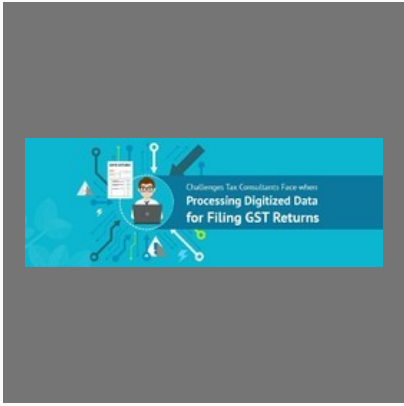 Challenges Tax Consultants Face when
Processing Digitized Data
for Filing GST Returns